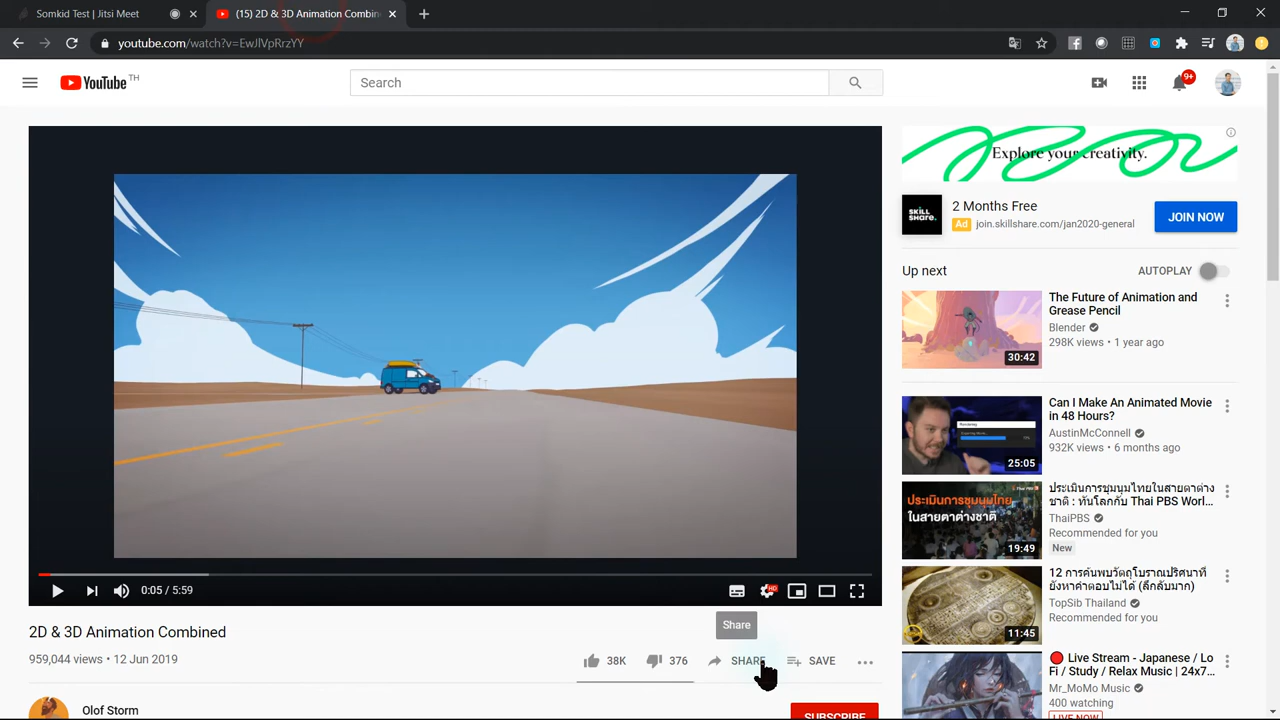 Somkid Test | Jitsi Meet
(15) 2D & 3D Animation Combin
youtube.com/watch?v=EwJlVpRrzYY
YouTube TH
Search
9+
Explore your creativity.
SKILL
SHARE.
2 Months Free
Ad join.skillshare.com/jan2020-general
JOIN NOW
Up next
AUTOPLAY
The Future of Animation and
Grease Pencil
Blender
298K views • 1 year ago
30:42
Can I Make An Animated Movie
in 48 Hours?
AustinMcConnell
932K views • 6 months ago
25:05
ประเมินการชุมนุมไทยในสายตาต่าง
ชาติ : ทันโลกกับ Thai PBS Worl...
ThaiPBS
Recommended for you
New
Thai PBS
ประเมินการชุมนุมไทย
ในสายตาต่างชาติ
19:49
12 การค้นพบวัตถุโบราณปริศนาที่
ยังหาคำตอบไม่ได้ (ลึกลับมาก)
TopSib Thailand
Recommended for you
11:45
Live Stream - Japanese / Lo
Fi / Study / Relax Music | 24x7...
Mr_MoMo Music
400 watching
LIVE NOW
0:05 / 5:59
HD
Share
2D & 3D Animation Combined
959,044 views • 12 Jun 2019
38K
376
SHARE
SAVE
Olof Storm
SUBSCRIBE